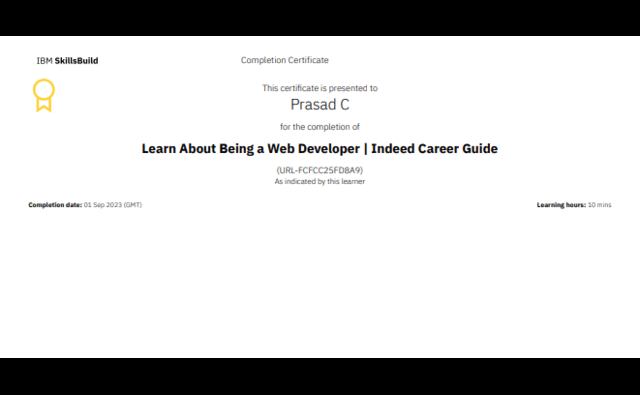 IBM SkillsBuild
Completion Certificate
This certificate is presented to
Prasad C
for the completion of
Learn About Being a Web Developer | Indeed Career Guide
(URL-FCFCC25FD8A9)
As indicated by this learner
Completion date: 01 Sep 2023 (GMT)
Learning hours: 10 mins